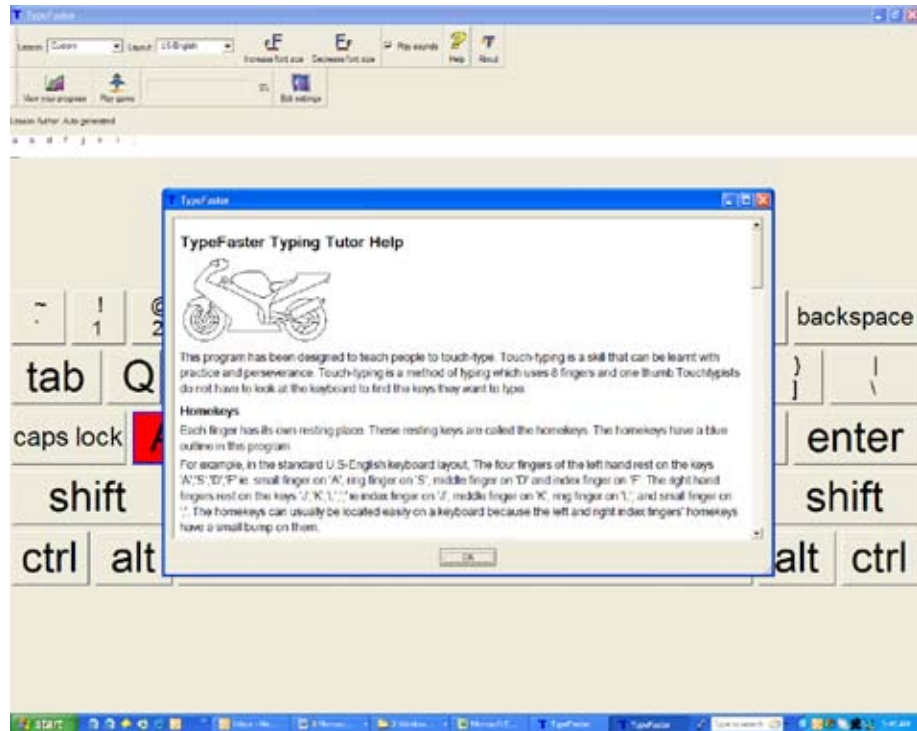 TypeFaster
Lesson Custom Layout US-English Increase font size Decrease font size Play sounds Help About
View your progress Play game Edit settings
Lesson Author: Auto generated
TypeFaster
TypeFaster Typing Tutor Help
This program has been designed to teach people to touch-type. Touch-typing is a skill that can be learnt with
practice and perseverance. Touch-typing is a method of typing which uses 8 fingers and one thumb Touchtypists
do not have to look at the keyboard to find the keys they want to type.
Homekeys
Each finger has its own resting place. These resting keys are called the homekeys. The homekeys have a blue
outline in this program
For example, in the standard U.S-English keyboard layout, The four fingers of the left hand rest on the keys
'A','S','D','F' ie. small finger on 'A', ring finger on 'S', middle finger on 'D' and index finger on 'F'. The right hand
fingers rest on the keys 'J','K','L',';' ie index finger on 'J', middle finger on 'K', ring finger on 'L', and small finger on
';'. The homekeys can usually be located easily on a keyboard because the left and right index fingers' homekeys
have a small bump on them.
OK
~ ! @ backspace
` 1 2
tab Q } |
] \
caps lock A enter
shift shift
ctrl alt alt ctrl
start TypeFaster TypeFaster